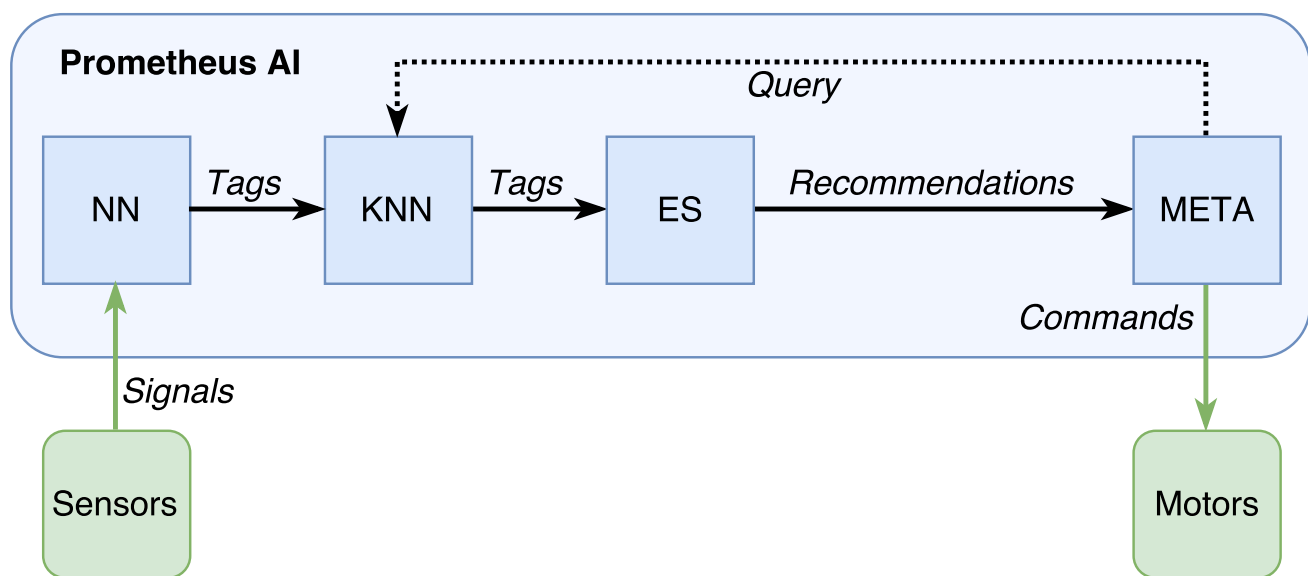 Prometheus AI
Query
NN
Tags
KNN
Tags
ES
Recommendations
META
Commands
Signals
Sensors
Motors